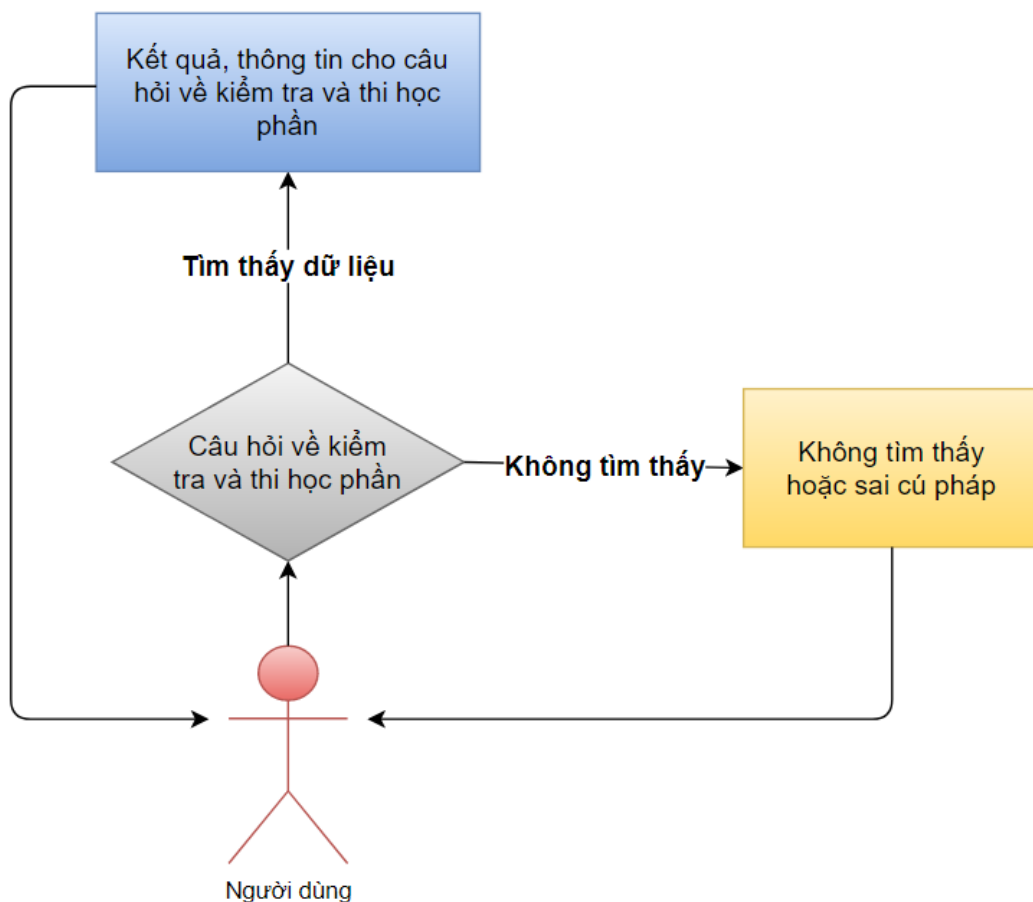 Kết quả, thông tin cho câu
hỏi về kiểm tra và thi học
phần
Tìm thấy dữ liệu
Câu hỏi về kiểm
tra và thi học phần
Không tìm thấy
Không tìm thấy
hoặc sai cú pháp
Người dùng